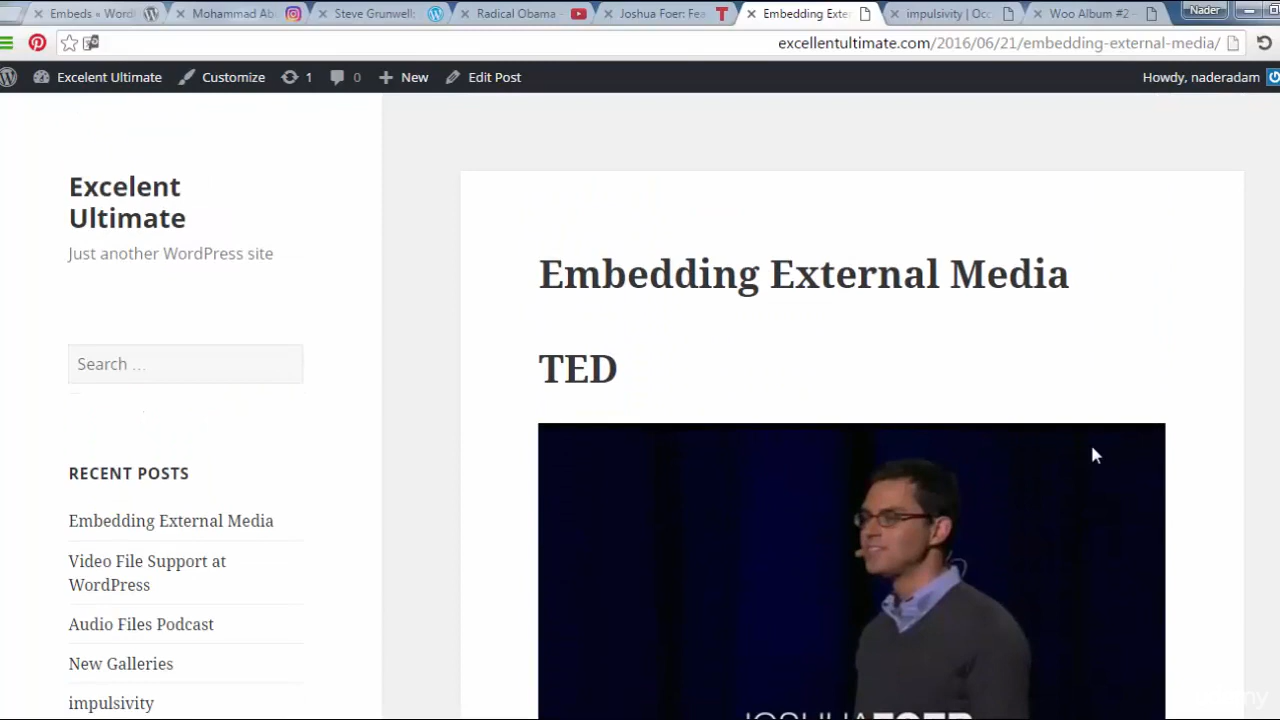 Embeds « Word
Mohammad Ab
Steve Grunwell:
Radical Obama -
Joshua Foer: Fea
Embedding Exter
impulsivity | Occ
Woo Album #2 -
Nader
excellentultimate.com/2016/06/21/embedding-external-media/
Excelent Ultimate
Customize
1
0
New
Edit Post
Howdy, naderadam
Excelent
Ultimate
Just another WordPress site
Search …
RECENT POSTS
Embedding External Media
Video File Support at
WordPress
Audio Files Podcast
New Galleries
impulsivity
Embedding External Media
TED
JOSHUA FOER